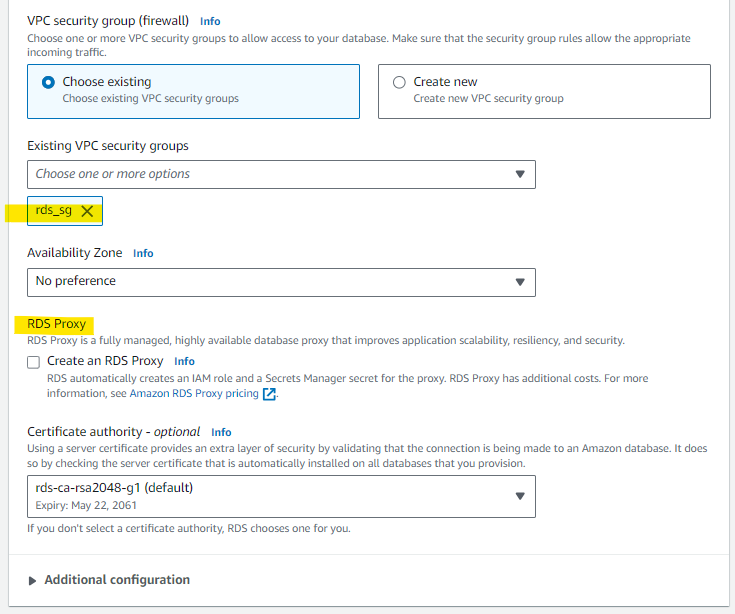 VPC security group (firewall) Info
Choose one or more VPC security groups to allow access to your database. Make sure that the security group rules allow the appropriate
incoming traffic.
Choose existing
Choose existing VPC security groups
Create new
Create new VPC security group
Existing VPC security groups
Choose one or more options
rds_sg
Availability Zone Info
No preference
RDS Proxy
RDS Proxy is a fully managed, highly available database proxy that improves application scalability, resiliency, and security.
Create an RDS Proxy Info
RDS automatically creates an IAM role and a Secrets Manager secret for the proxy. RDS Proxy has additional costs. For more
information, see Amazon RDS Proxy pricing.
Certificate authority - optional Info
Using a server certificate provides an extra layer of security by validating that the connection is being made to an Amazon database. It does
so by checking the server certificate that is automatically installed on all databases that you provision.
rds-ca-rsa2048-g1 (default)
Expiry: May 22, 2061
If you don't select a certificate authority, RDS chooses one for you.
Additional configuration